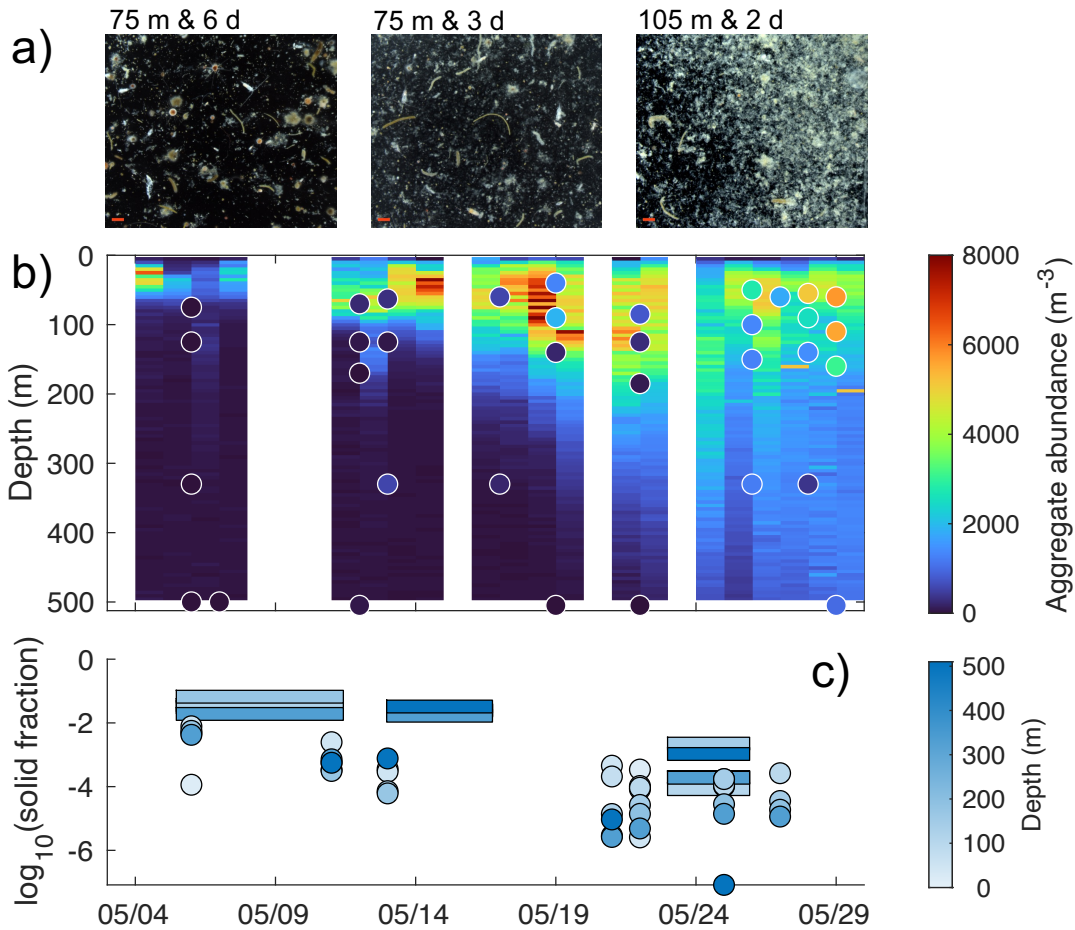 75 m & 6 d
75 m & 3 d
105 m & 2 d
a)
b)
0
100
200
300
400
500
Depth (m)
8000
6000
4000
2000
0
Aggregate abundance (m⁻³)
c)
0
-2
-4
-6
log₁₀(solid fraction)
05/04
05/09
05/14
05/19
05/24
05/29
500
400
300
200
100
0
Depth (m)